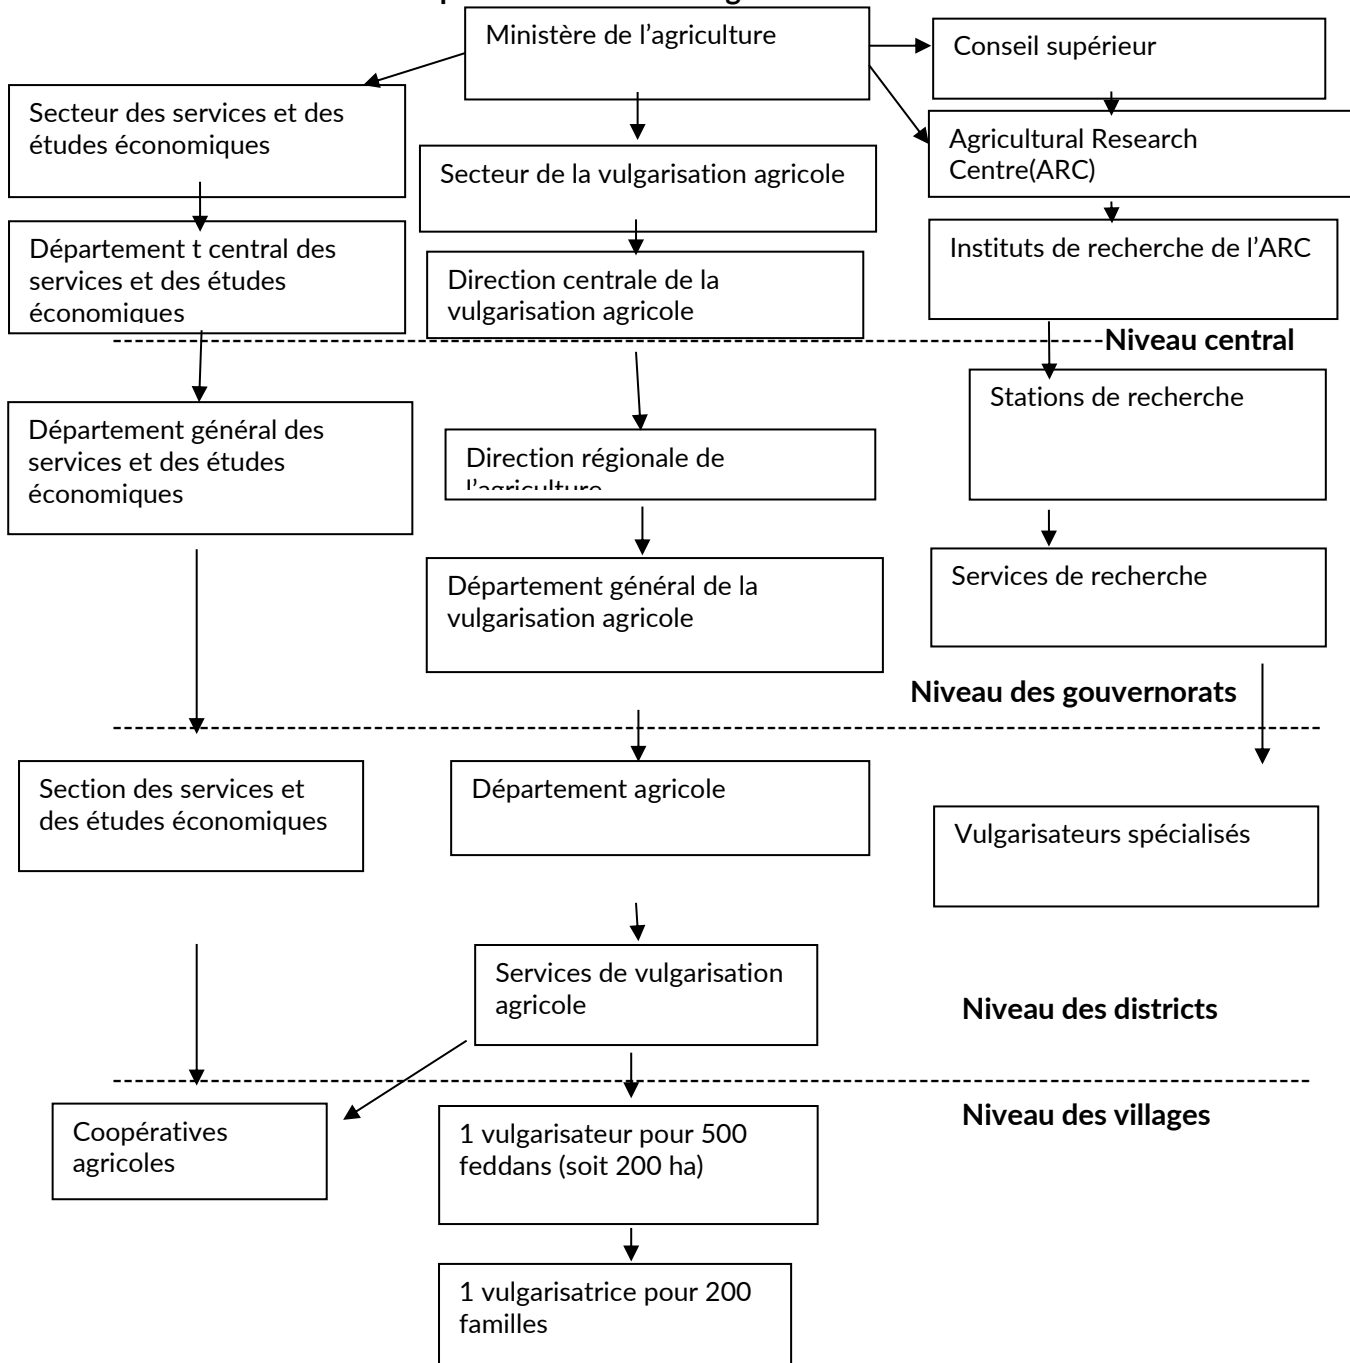 Ministère de l’agriculture
Conseil supérieur
Secteur des services et des
études économiques
Agricultural Research
Centre(ARC)
Secteur de la vulgarisation agricole
Département t central des
services et des études
économiques
Direction centrale de la
vulgarisation agricole
Instituts de recherche de l’ARC
Niveau central
Département général des
services et des études
économiques
Direction régionale de
l’agriculture
Stations de recherche
Département général de la
vulgarisation agricole
Services de recherche
Niveau des gouvernorats
Section des services et
des études économiques
Département agricole
Vulgarisateurs spécialisés
Services de vulgarisation
agricole
Niveau des districts
Niveau des villages
Coopératives
agricoles
1 vulgarisateur pour 500
feddans (soit 200 ha)
1 vulgarisatrice pour 200
familles